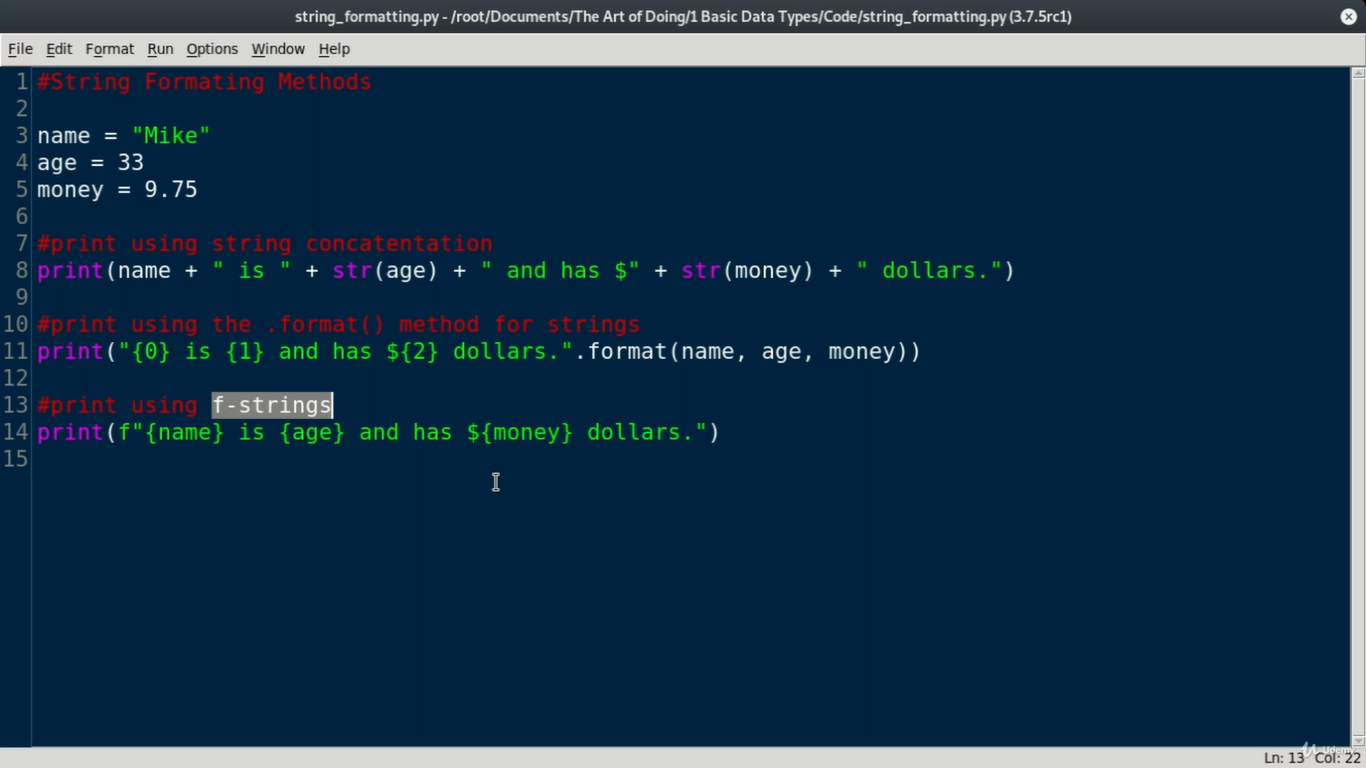 string_formatting.py - /root/Documents/The Art of Doing/1 Basic Data Types/Code/string_formatting.py (3.7.5rc1)
File Edit Format Run Options Window Help
1 #String Formating Methods
2
3 name = "Mike"
4 age = 33
5 money = 9.75
6
7 #print using string concatentation
8 print(name + " is " + str(age) + " and has $" + str(money) + " dollars.")
9
10 #print using the .format() method for strings
11 print("{0} is {1} and has ${2} dollars.".format(name, age, money))
12
13 #print using f-strings
14 print(f"{name} is {age} and has ${money} dollars.")
15
Udemy
Ln: 13 Col: 22